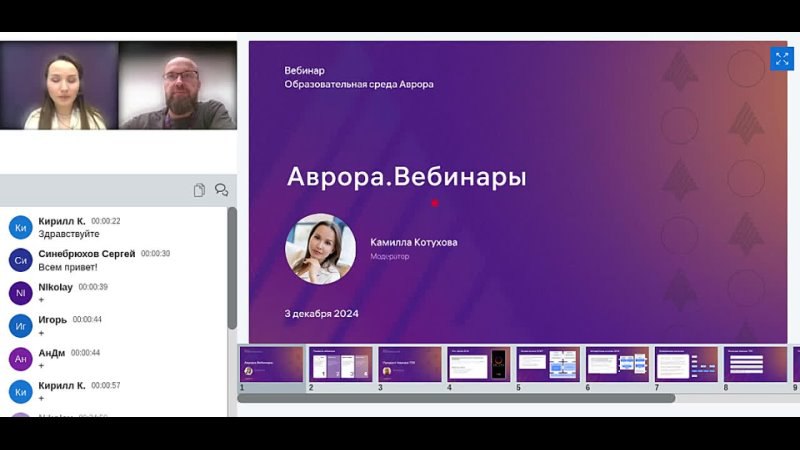 Вебинар
Образовательная среда Аврора
Аврора.Вебинары
Камилла Котухова
Модератор
3 декабря 2024
Ки
Кирилл К. 00:00:22
Здравствуйте
Си
Синебрюхов Сергей 00:00:30
Всем привет!
NI
NIkolay 00:00:39
+
Иг
Игорь 00:00:44
+
Ан
АнДм 00:00:44
+
Ки
Кирилл К. 00:00:57
+
1
2
3
4
5
6
7
8
9